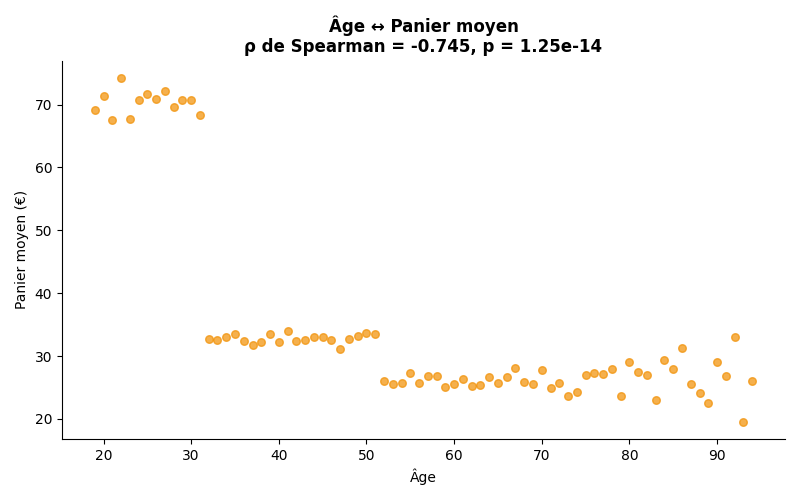 Âge ↔ Panier moyen
ρ de Spearman = -0.745, p = 1.25e-14
Panier moyen (€)
70
60
50
40
30
20
20 30 40 50 60 70 80 90
Âge